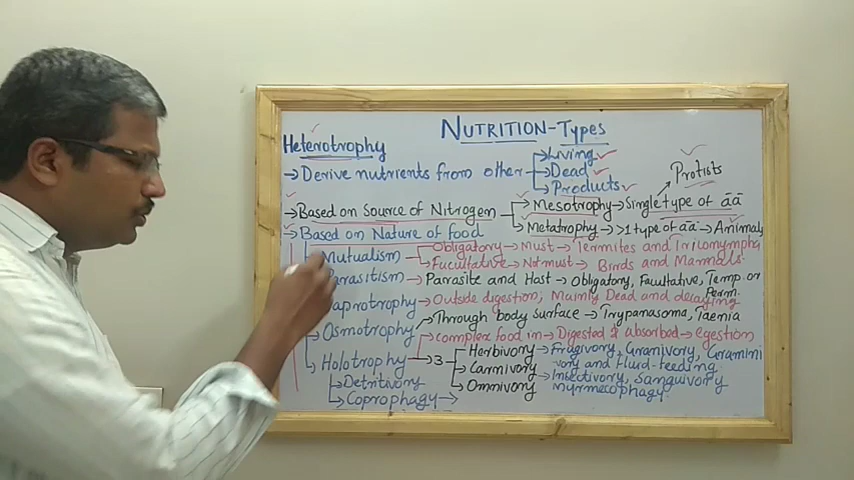 NUTRITION-Types
Heterotrophy
→ Derive nutrients from other → Living
→ Dead
→ Products
Protists
→ Based on Source of Nitrogen → Mesotrophy → Single type of āā
→ Metatrophy → >1 type of āā → Animals
→ Based on Nature of food
Mutualism → Obligatory → Must → Termites and Triconympha
→ Facultative → Not must → Birds and Mammals
Parasitism → Parasite and Host → Obligatory, Facultative, Temp. or Perm.
Saprotrophy → Outside digestion, Mainly Dead and decaying
Osmotrophy → Through body surface → Trypanasoma, Taenia
Holotrophy → complex food in → Digested & absorbed → Egestion
→ 3 → Herbivory → Frugivory, Granivory, Gramini
vory and Fluid-feeding
→ Carnivory → Insectivory, Sanguivory
→ Omnivory myrmecophagy
→ Detritivory
→ Coprophagy →